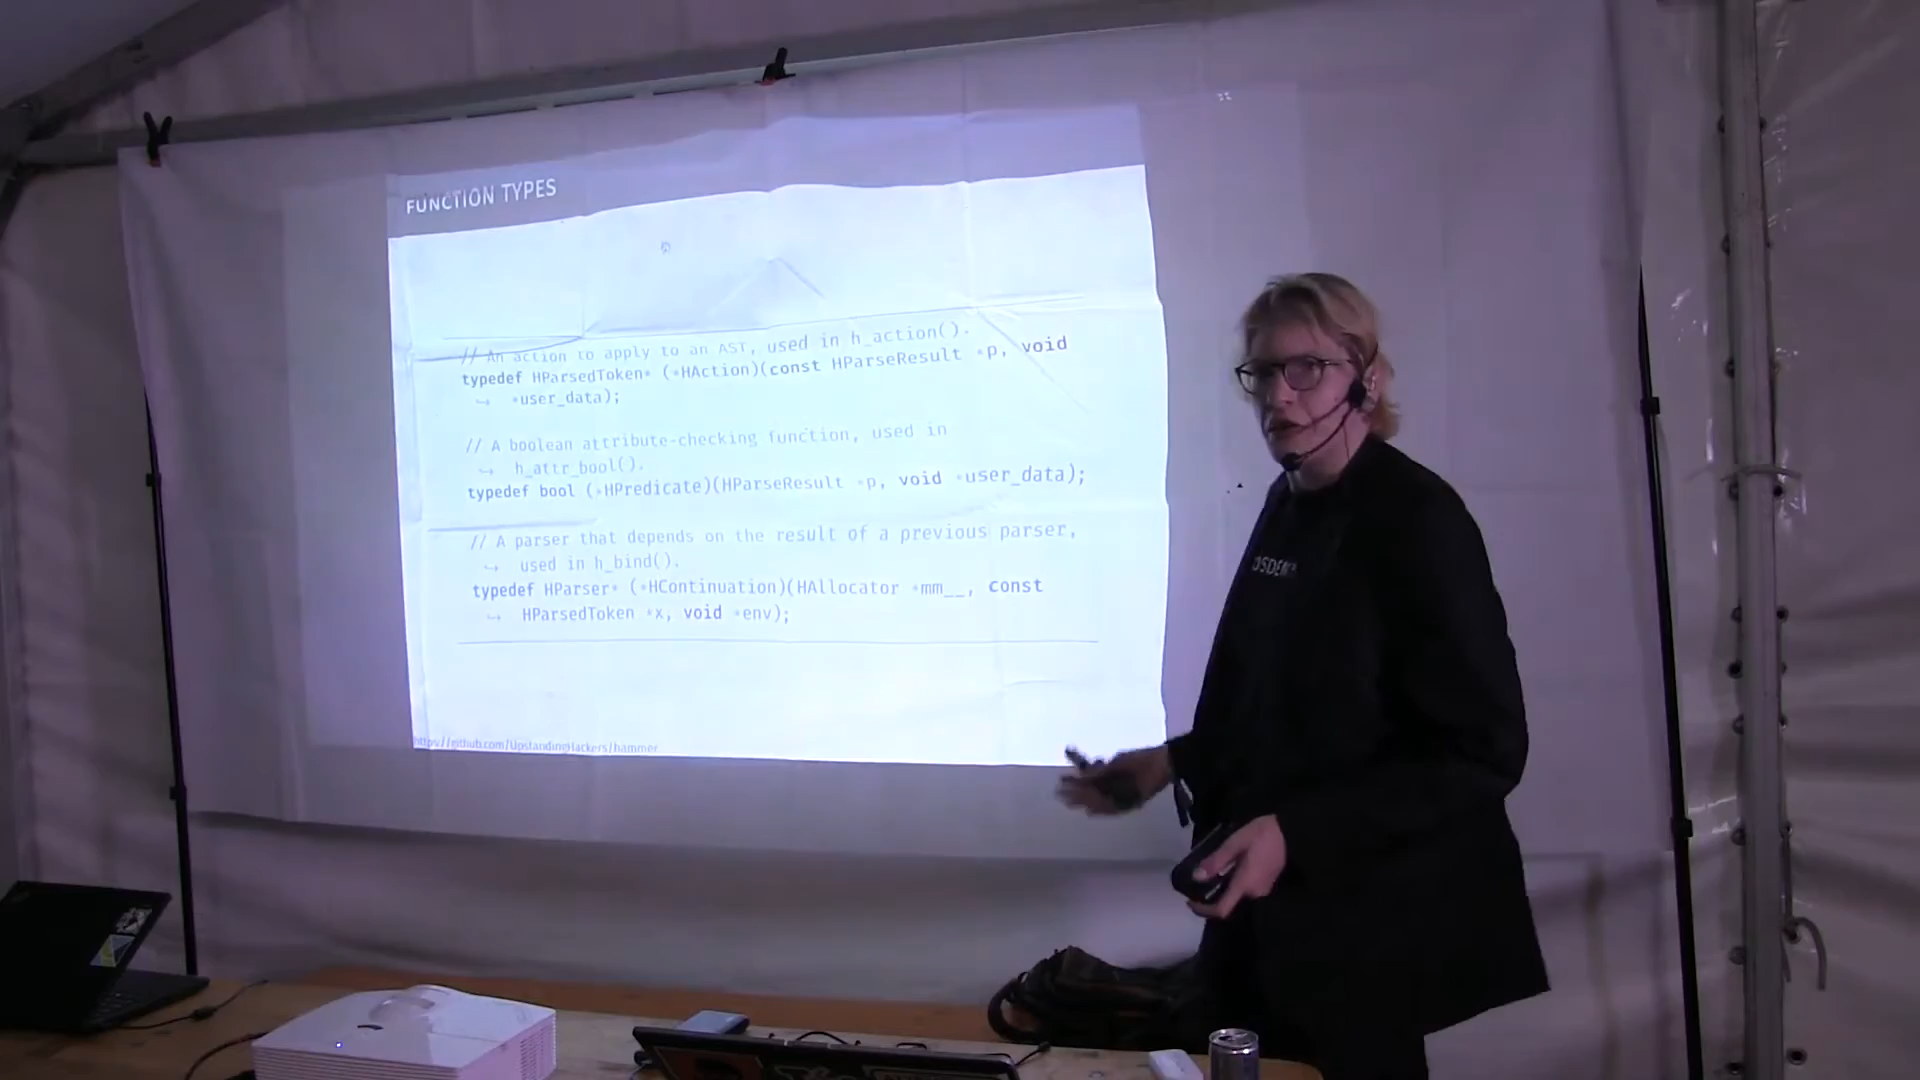 FUNCTION TYPES
// An action to apply to an AST, used in h_action().
typedef HParsedToken* (*HAction)(const HParseResult *p, void
↪ *user_data);
// A boolean attribute-checking function, used in
↪ h_attr_bool().
typedef bool (*HPredicate)(HParseResult *p, void *user_data);
// A parser that depends on the result of a previous parser,
↪ used in h_bind().
typedef HParser* (*HContinuation)(HAllocator *mm__, const
↪ HParsedToken *x, void *env);
https://github.com/UpstandingHackers/hammer